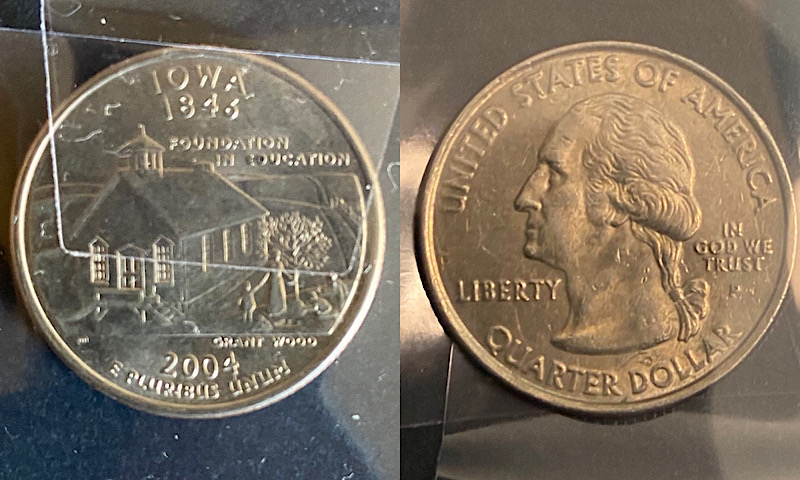 IOWA
1846
FOUNDATION
IN EDUCATION
GRANT WOOD
2004
E PLURIBUS UNUM
UNITED STATES OF AMERICA
LIBERTY
IN
GOD WE
TRUST
P
QUARTER DOLLAR